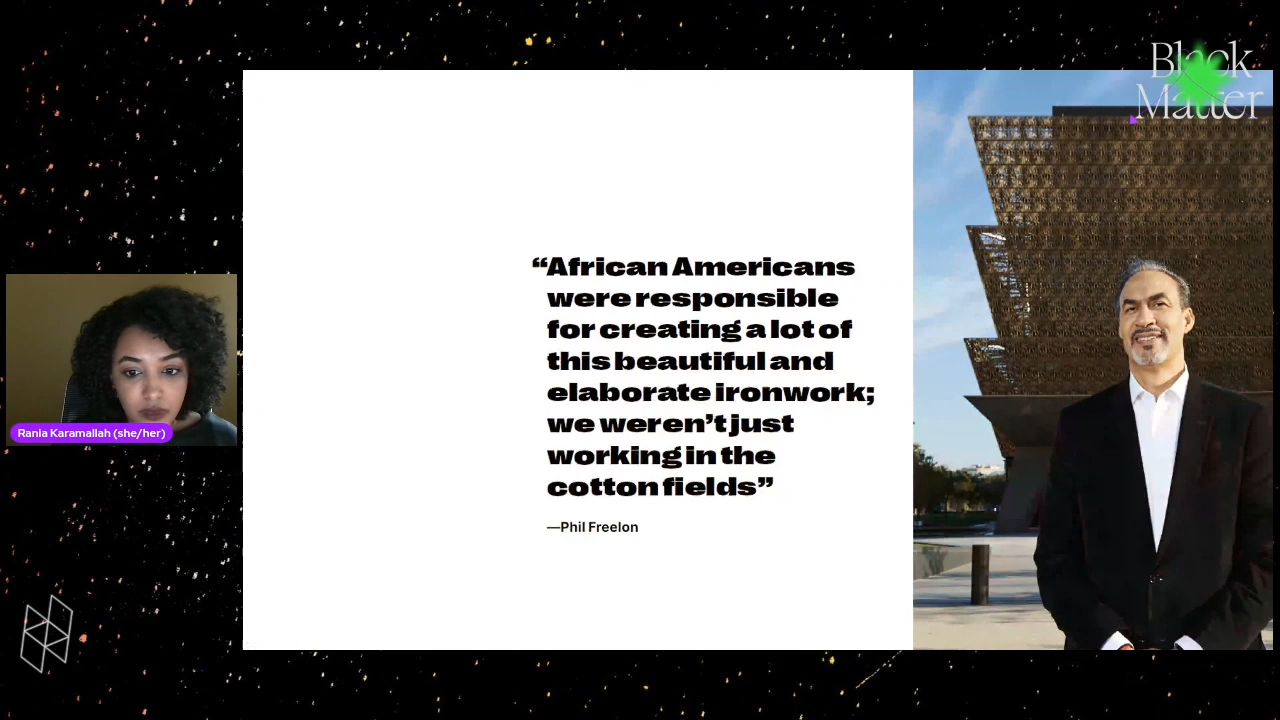 Black
Matter
“African Americans
were responsible
for creating a lot of
this beautiful and
elaborate ironwork;
we weren’t just
working in the
cotton fields”
—Phil Freelon
Rania Karamallah (she/her)